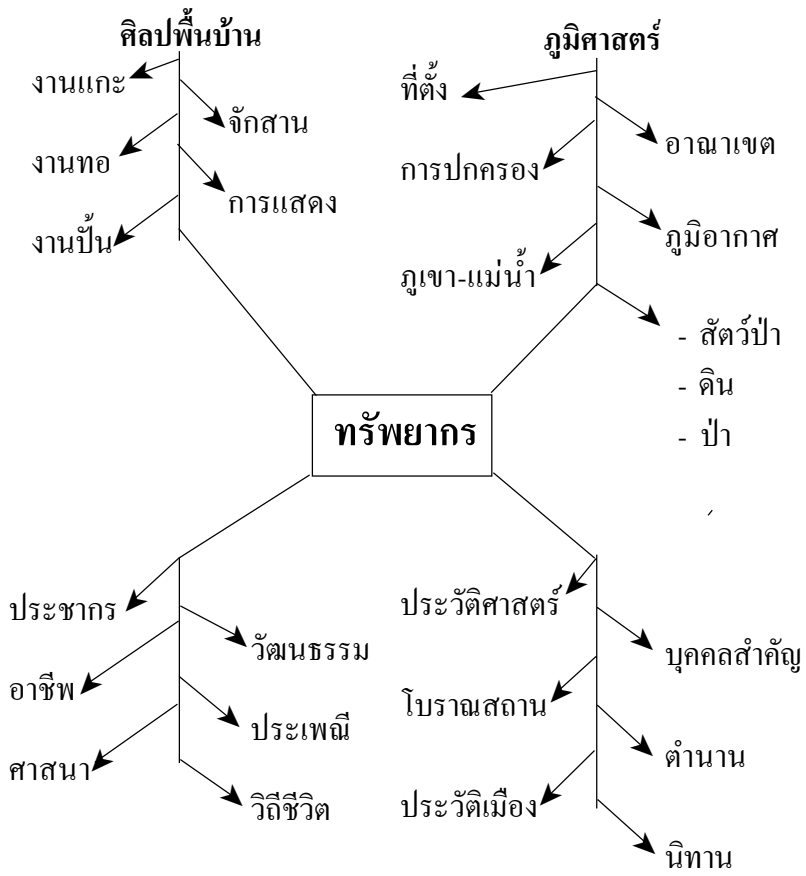 ศิลปพื้นบ้าน
งานแกะ
จักสาน
งานทอ
การแสดง
งานปั้น
ภูมิศาสตร์
ที่ตั้ง
อาณาเขต
การปกครอง
ภูมิอากาศ
ภูเขา-แม่น้ำ
- สัตว์ป่า
- ดิน
- ป่า
ทรัพยากร
ประชากร
วัฒนธรรม
อาชีพ
ประเพณี
ศาสนา
วิถีชีวิต
ประวัติศาสตร์
บุคคลสำคัญ
โบราณสถาน
ตำนาน
ประวัติเมือง
นิทาน